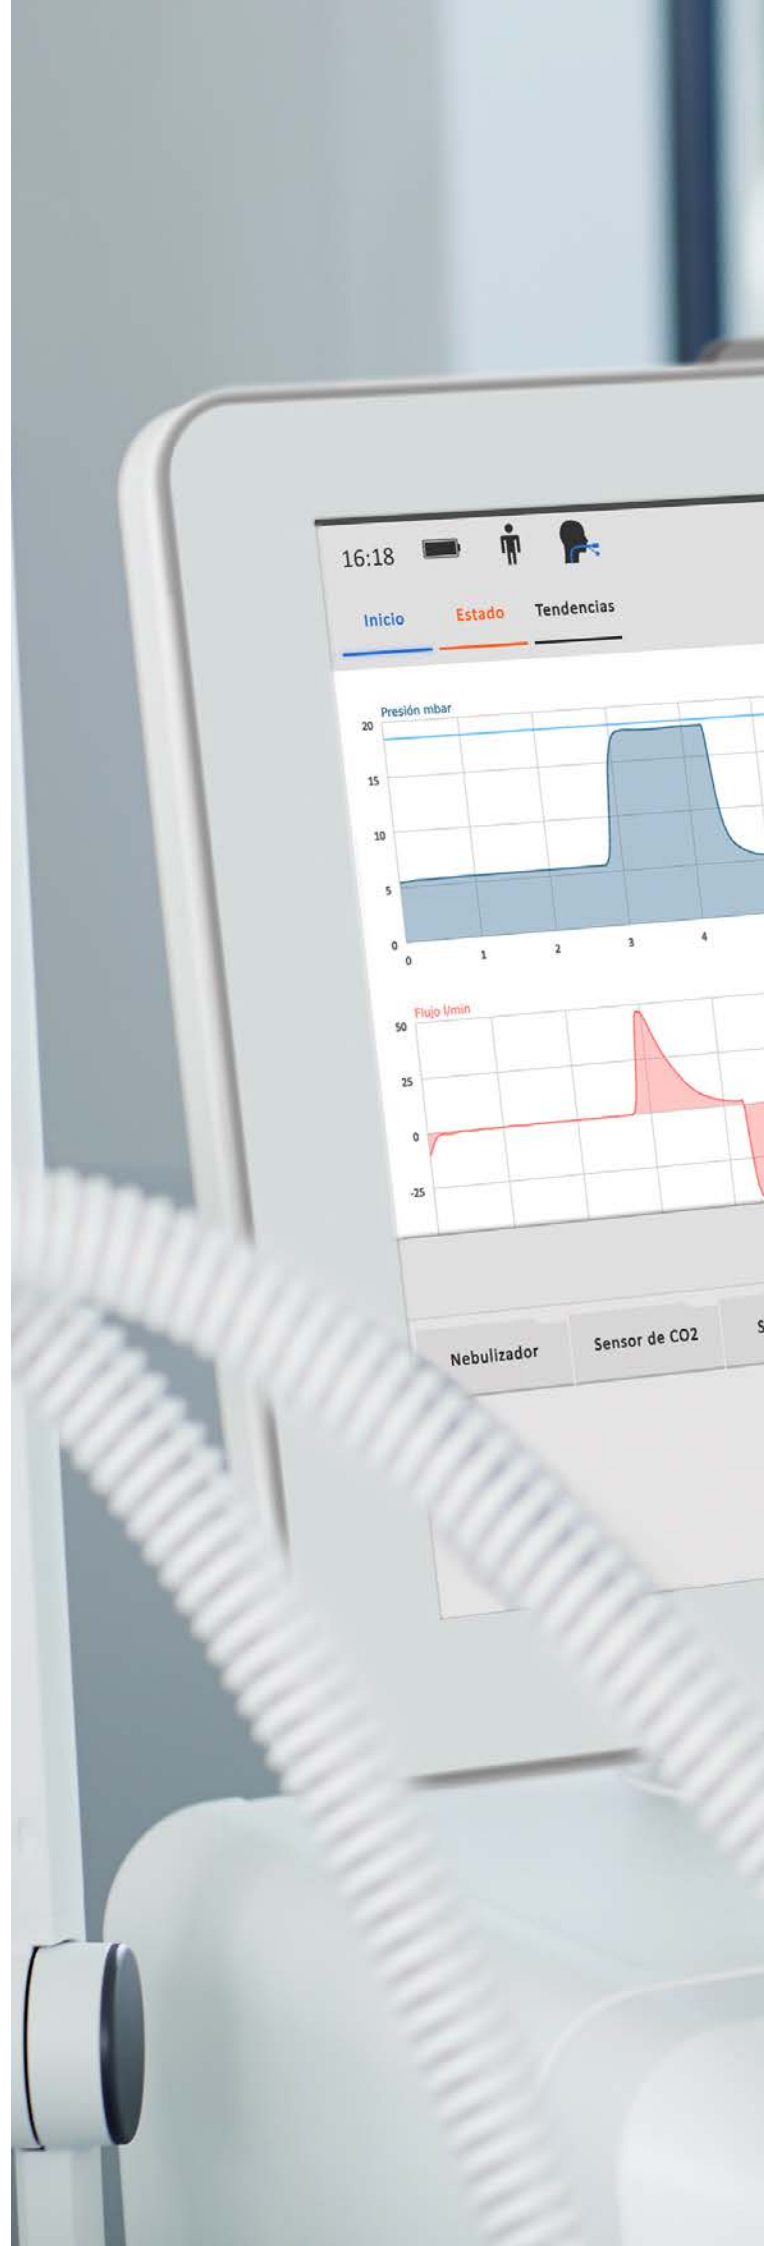 16:18
Inicio Estado Tendencias
Presión mbar
20
15
10
5
0
0 1 2 3 4
Flujo l/min
50
25
0
-25
Nebulizador Sensor de CO2 S